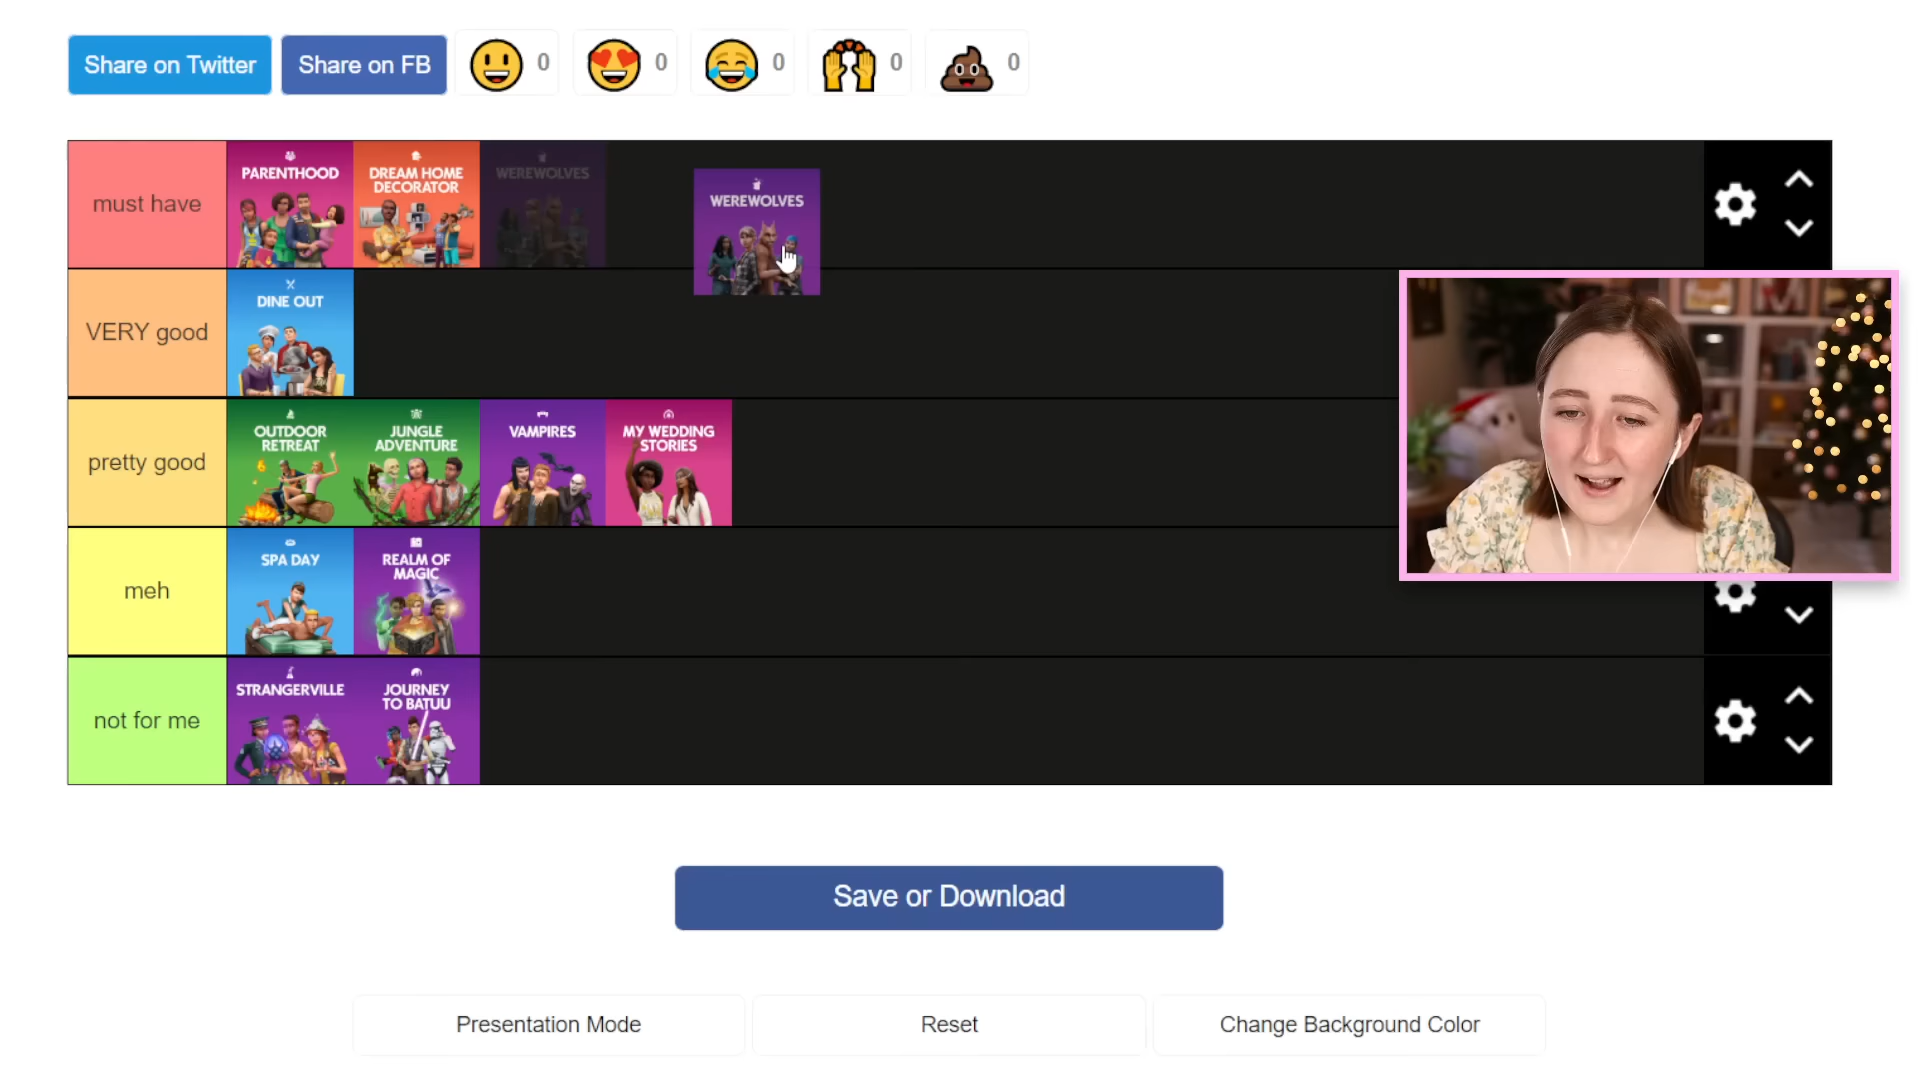 Share on Twitter
Share on FB
0
0
0
0
0
must have
PARENTHOOD
DREAM HOME
DECORATOR
WEREWOLVES
WEREWOLVES
VERY good
DINE OUT
pretty good
OUTDOOR
RETREAT
JUNGLE
ADVENTURE
VAMPIRES
MY WEDDING
STORIES
meh
SPA DAY
REALM OF
MAGIC
not for me
STRANGERVILLE
JOURNEY
TO BATUU
Save or Download
Presentation Mode
Reset
Change Background Color